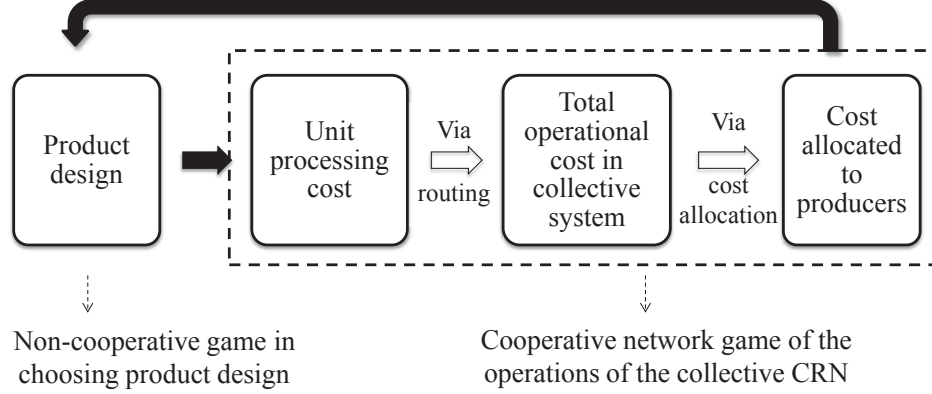 Product
design
Unit
processing
cost
Via
routing
Total
operational
cost in
collective
system
Via
cost
allocation
Cost
allocated
to
producers
Non-cooperative game in
choosing product design
Cooperative network game of the
operations of the collective CRN